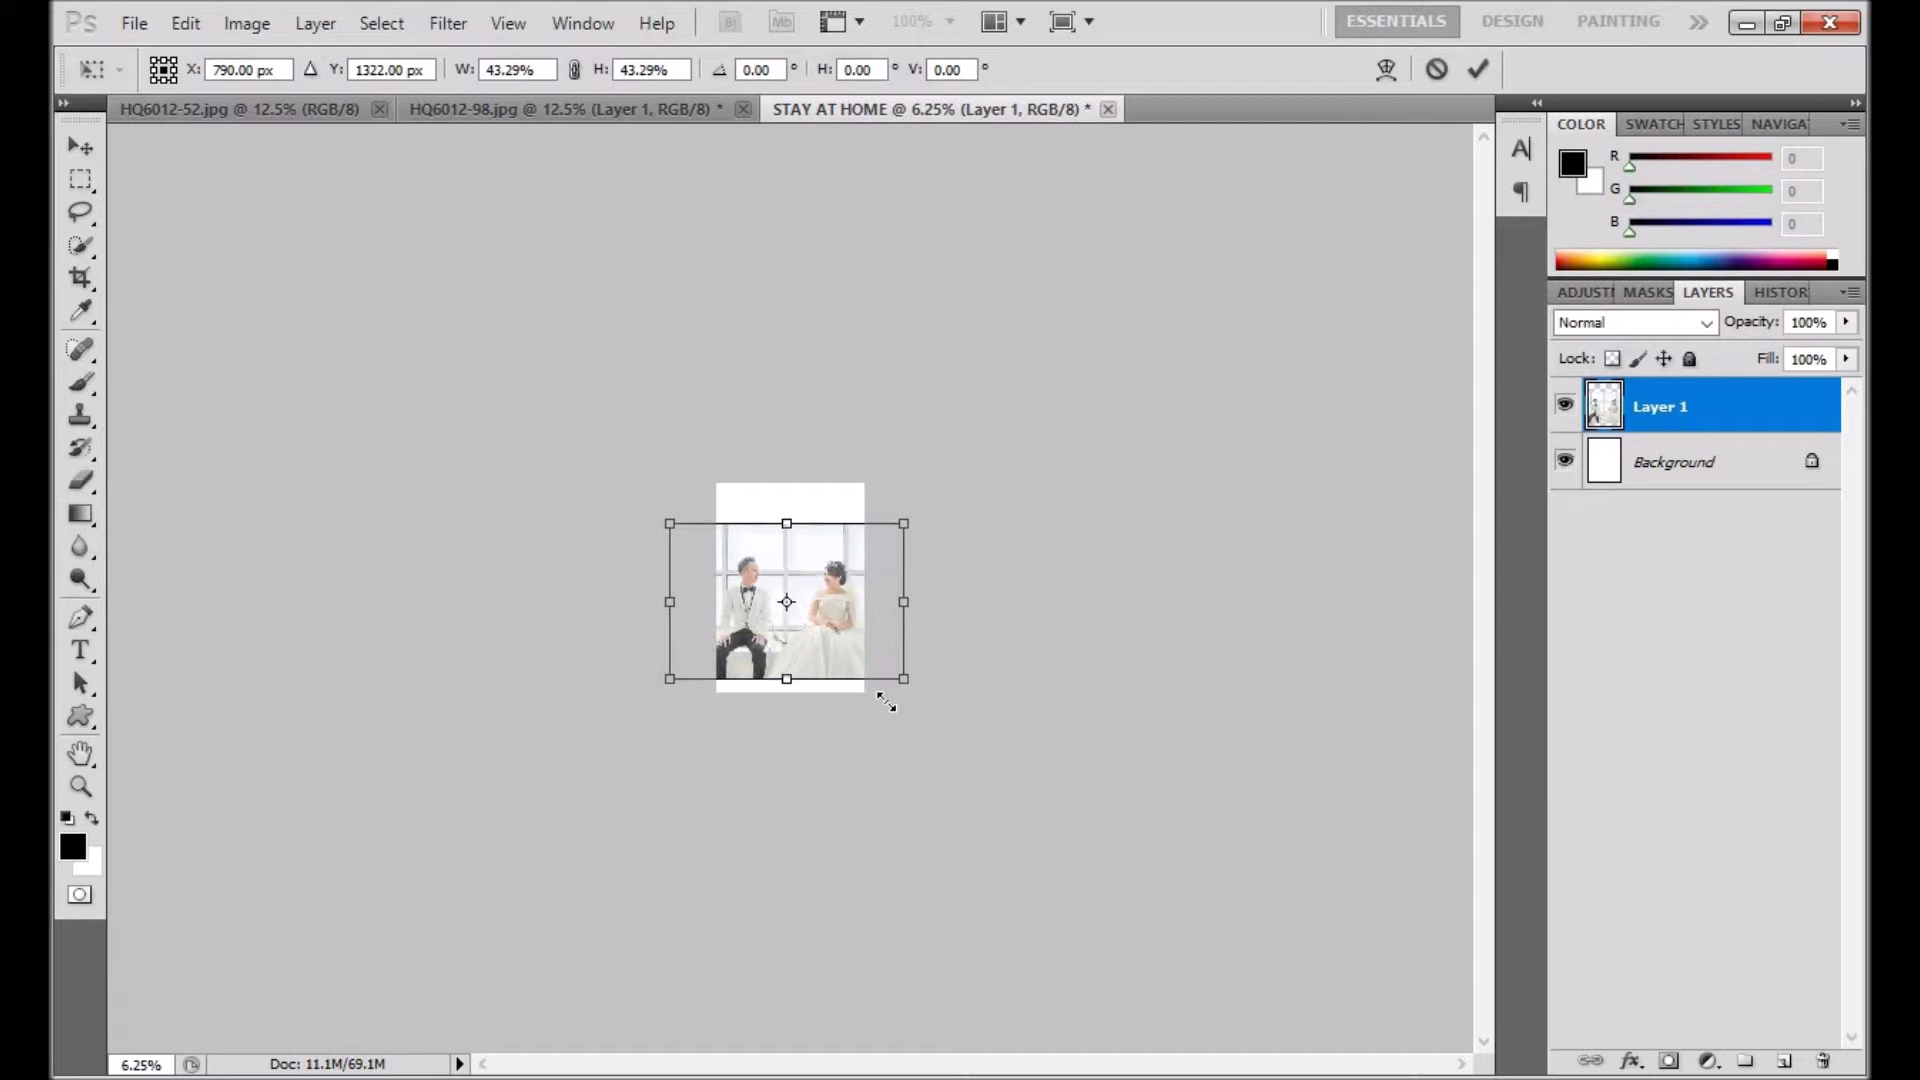 Ps File Edit Image Layer Select Filter View Window Help Br Mb 100% ESSENTIALS DESIGN PAINTING
X: 790.00 px Y: 1322.00 px W: 43.29% H: 43.29% 0.00 ° H: 0.00 ° V: 0.00 °
HQ6012-52.jpg @ 12.5% (RGB/8) HQ6012-98.jpg @ 12.5% (Layer 1, RGB/8) * STAY AT HOME @ 6.25% (Layer 1, RGB/8) *
COLOR SWATCH STYLES NAVIGA
R 0
G 0
B 0
ADJUSTI MASKS LAYERS HISTOR
Normal Opacity: 100%
Lock: Fill: 100%
Layer 1
Background
6.25% Doc: 11.1M/69.1M